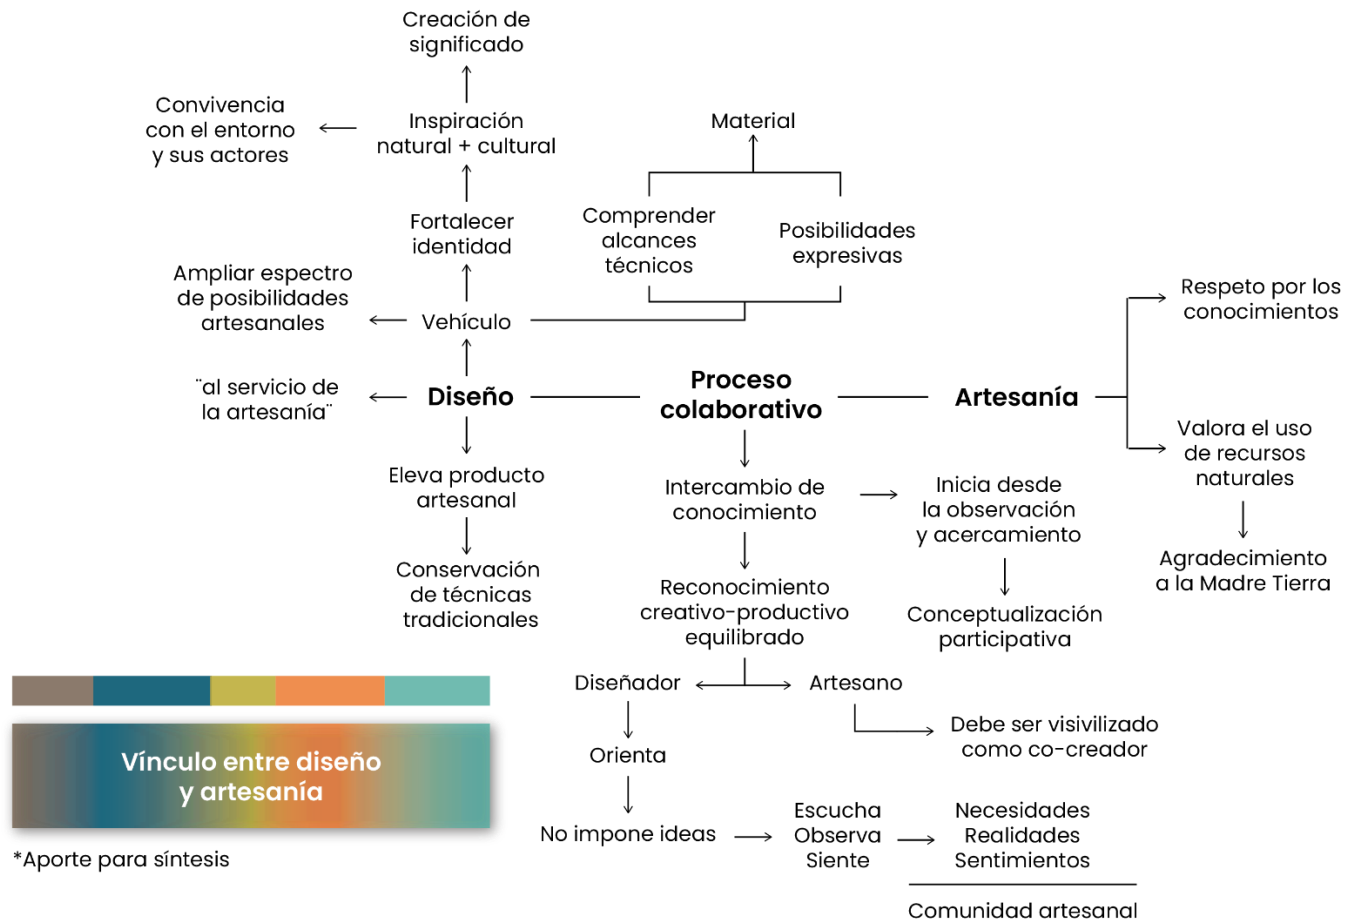 Creación de
significado
Convivencia
con el entorno
y sus actores
Inspiración
natural + cultural
Material
Fortalecer
identidad
Comprender
alcances
técnicos
Posibilidades
expresivas
Ampliar espectro
de posibilidades
artesanales
Vehículo
Respeto por los
conocimientos
¨al servicio de
la artesanía¨
Diseño
Proceso
colaborativo
Artesanía
Valora el uso
de recursos
naturales
Eleva producto
artesanal
Intercambio de
conocimiento
Inicia desde
la observación
y acercamiento
Agradecimiento
a la Madre Tierra
Conservación
de técnicas
tradicionales
Reconocimiento
creativo-productivo
equilibrado
Conceptualización
participativa
Diseñador
Artesano
Debe ser visivilizado
como co-creador
Orienta
Vínculo entre diseño
y artesanía
No impone ideas
Escucha
Observa
Siente
Necesidades
Realidades
Sentimientos
*Aporte para síntesis
Comunidad artesanal